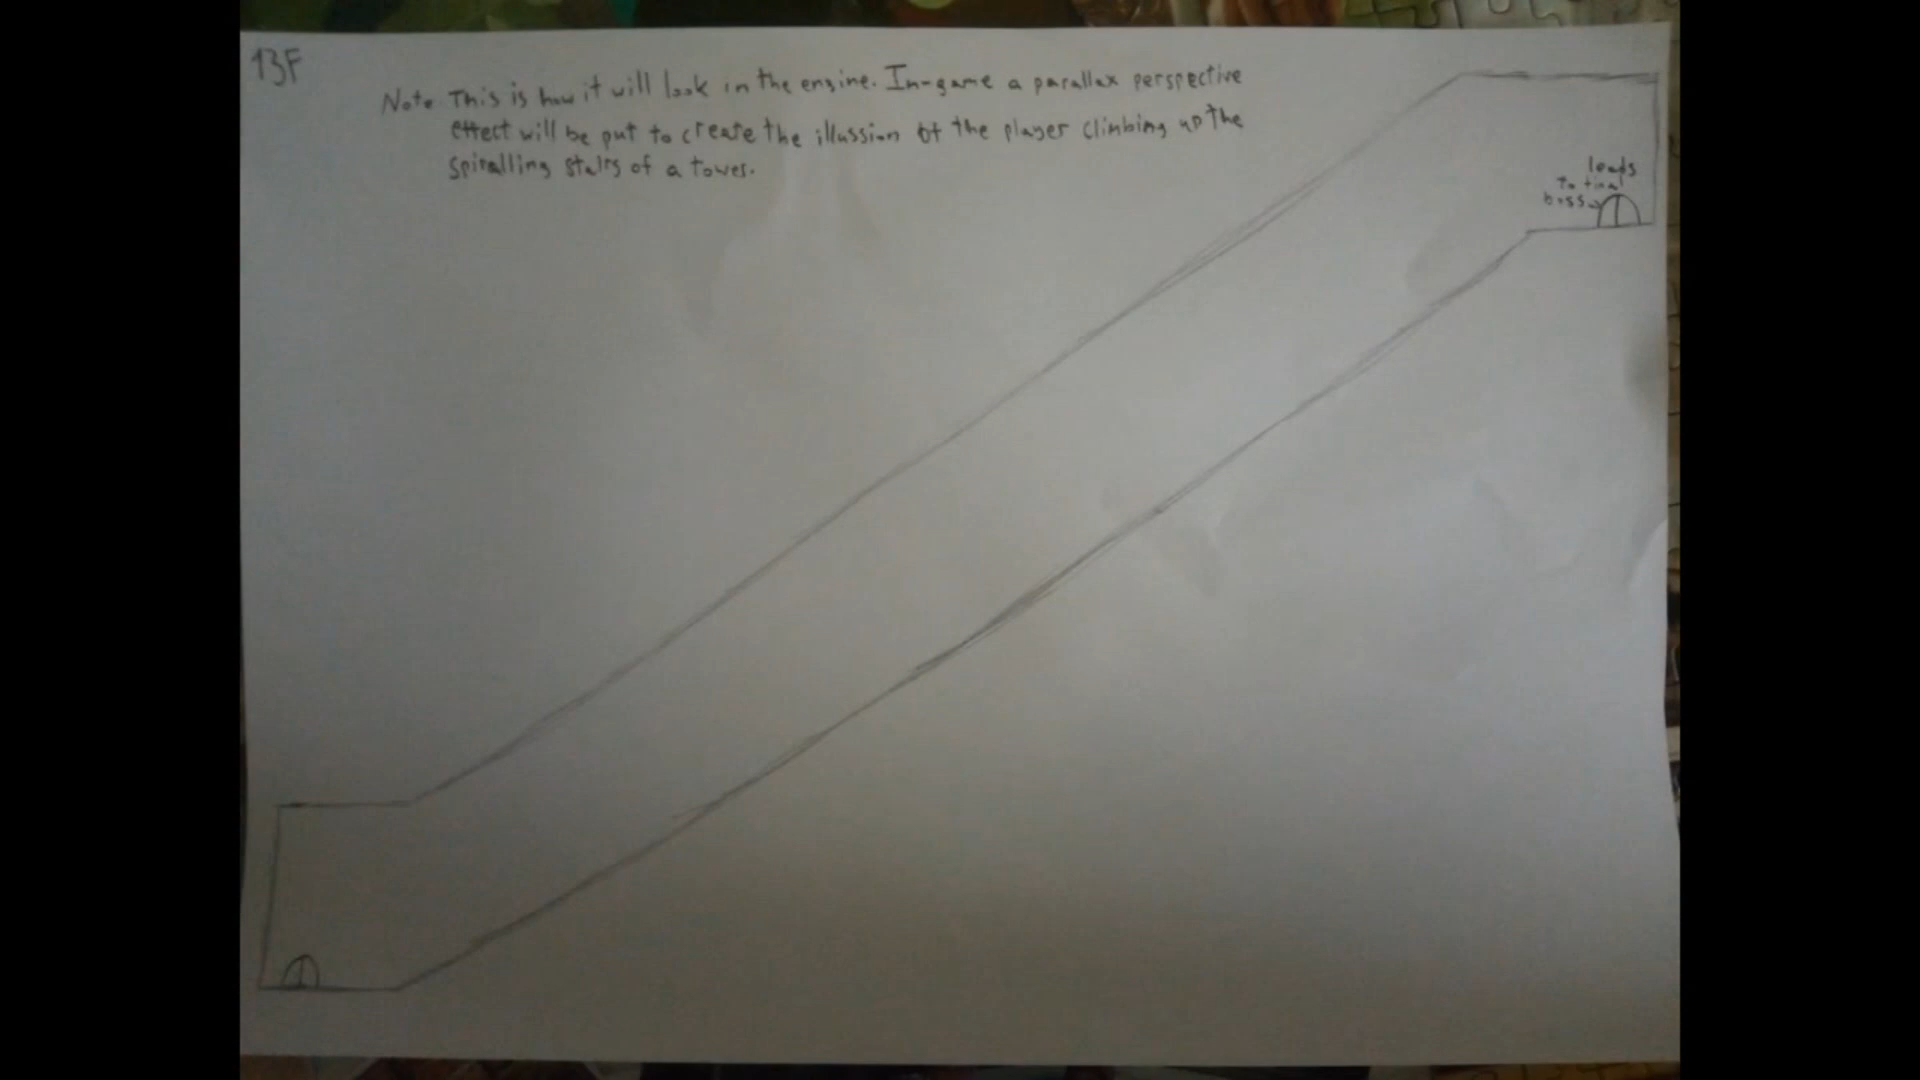 13F
Note: This is how it will look in the engine. In-game a parallax perspective
effect will be put to create the illussion of the player climbing up the
spiralling stairs of a tower.
leads
to final
boss